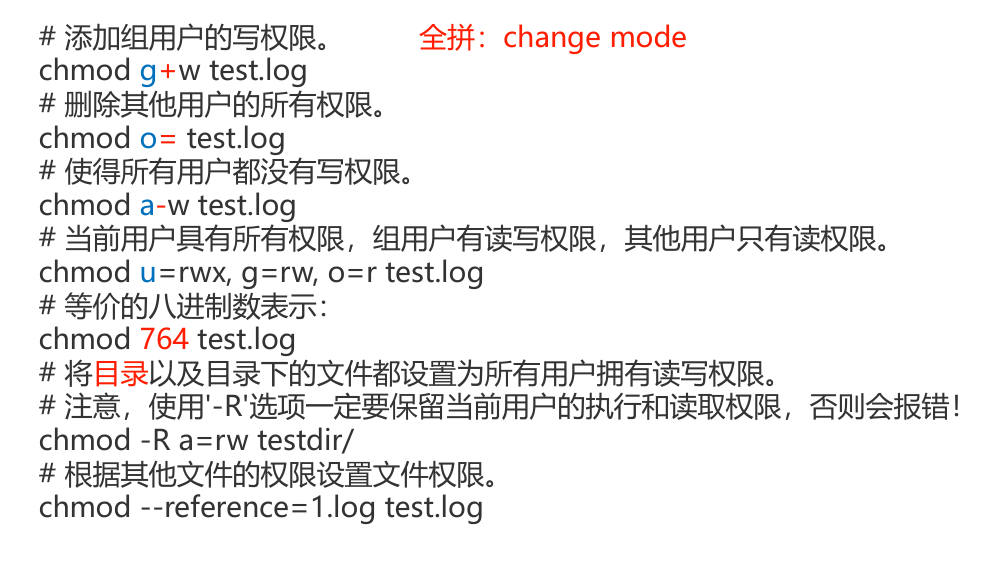 # 添加组用户的写权限。 全拼：change mode
chmod g+w test.log
# 删除其他用户的所有权限。
chmod o= test.log
# 使得所有用户都没有写权限。
chmod a-w test.log
# 当前用户具有所有权限，组用户有读写权限，其他用户只有读权限。
chmod u=rwx, g=rw, o=r test.log
# 等价的八进制数表示：
chmod 764 test.log
# 将目录以及目录下的文件都设置为所有用户拥有读写权限。
# 注意，使用'-R'选项一定要保留当前用户的执行和读取权限，否则会报错！
chmod -R a=rw testdir/
# 根据其他文件的权限设置文件权限。
chmod --reference=1.log test.log